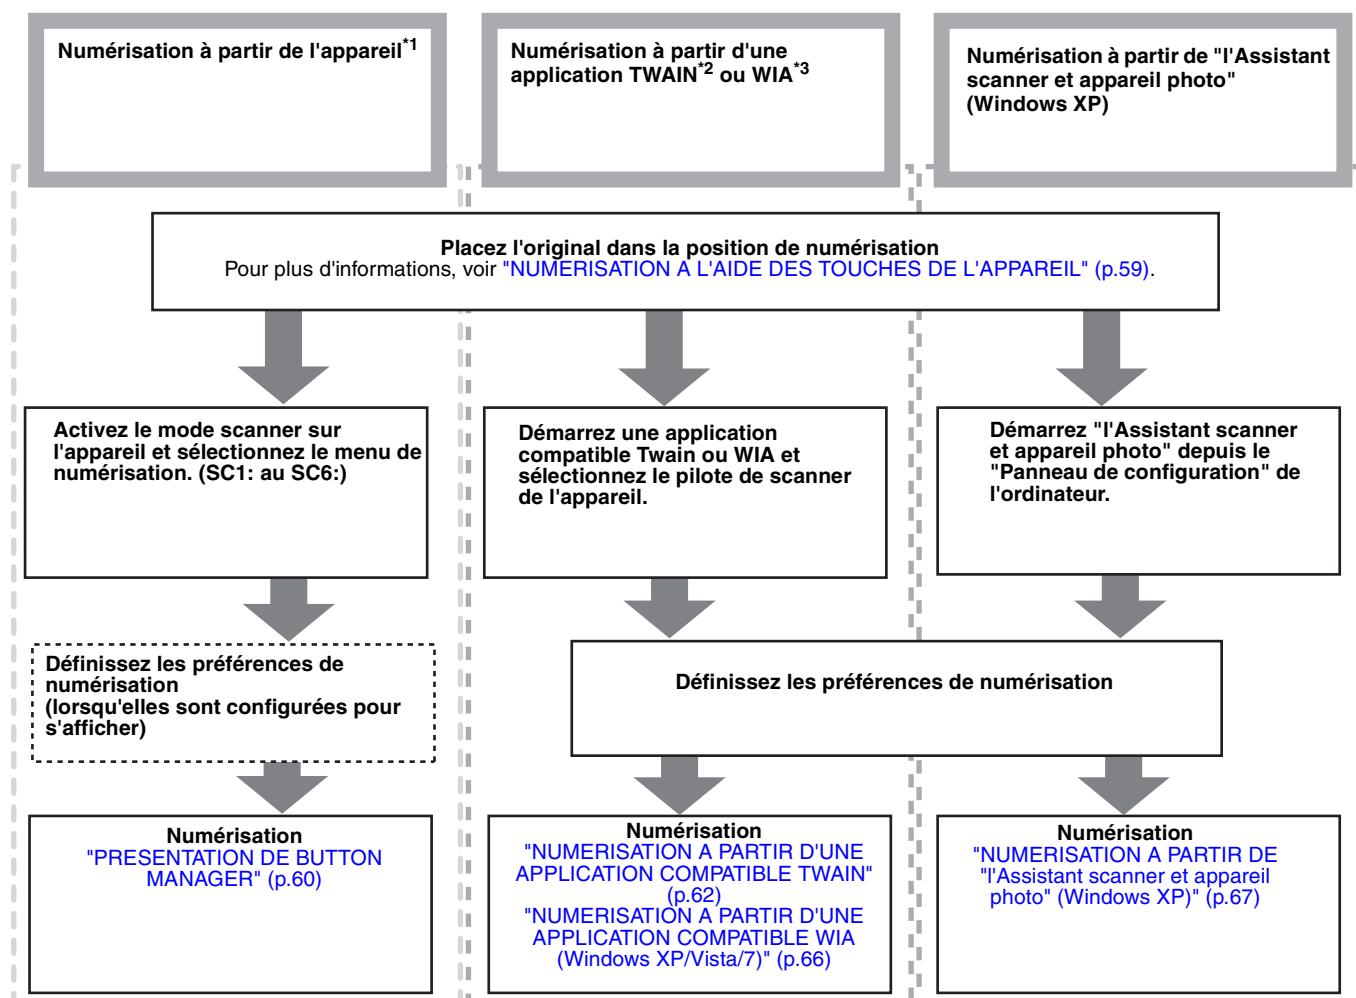 Numérisation à partir de l'appareil*1
Numérisation à partir d'une
application TWAIN*2 ou WIA*3
Numérisation à partir de "l'Assistant
scanner et appareil photo"
(Windows XP)
Placez l'original dans la position de numérisation
Pour plus d'informations, voir "NUMERISATION A L'AIDE DES TOUCHES DE L'APPAREIL" (p.59).
Activez le mode scanner sur
l'appareil et sélectionnez le menu de
numérisation. (SC1: au SC6:)
Démarrez une application
compatible Twain ou WIA et
sélectionnez le pilote de scanner
de l'appareil.
Démarrez "l'Assistant scanner
et appareil photo" depuis le
"Panneau de configuration" de
l'ordinateur.
Définissez les préférences de
numérisation
(lorsqu'elles sont configurées pour
s'afficher)
Définissez les préférences de numérisation
Numérisation
"PRESENTATION DE BUTTON
MANAGER" (p.60)
Numérisation
"NUMERISATION A PARTIR D'UNE
APPLICATION COMPATIBLE TWAIN"
(p.62)
"NUMERISATION A PARTIR D'UNE
APPLICATION COMPATIBLE WIA
(Windows XP/Vista/7)" (p.66)
Numérisation
"NUMERISATION A PARTIR DE
"l'Assistant scanner et appareil
photo" (Windows XP)" (p.67)